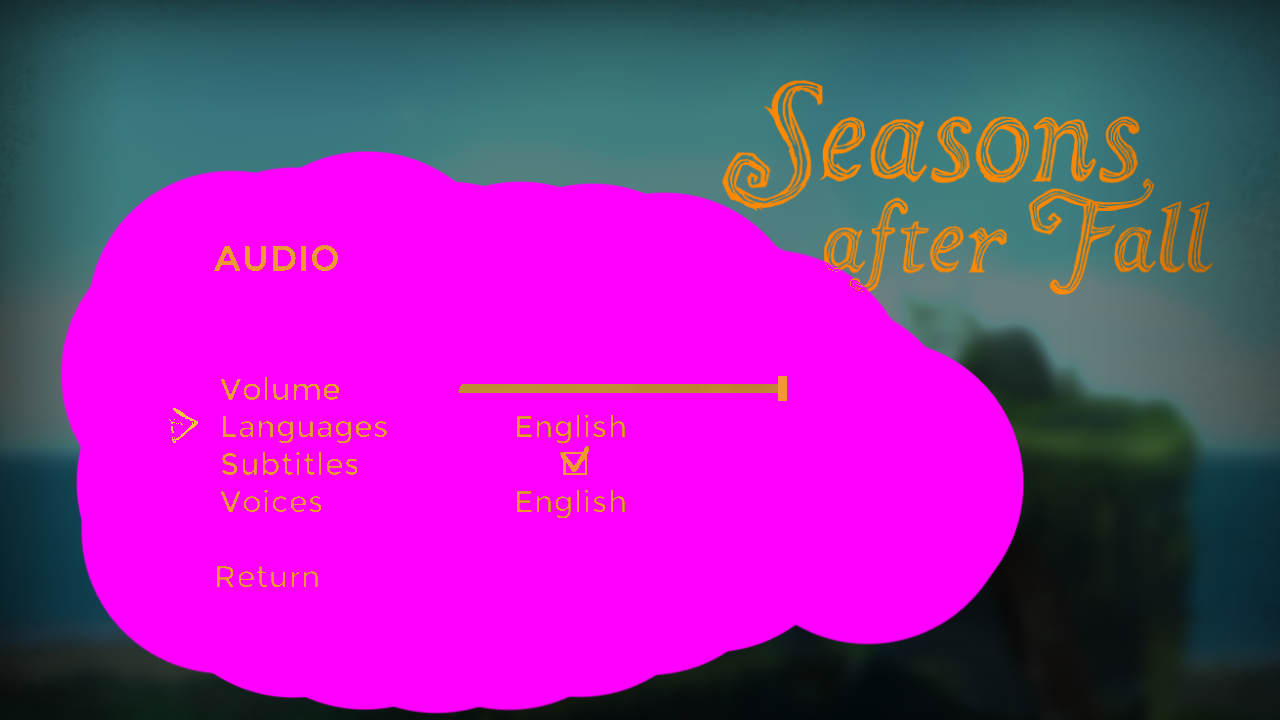 Seasons
after Fall
AUDIO
Volume
Languages English
Subtitles
Voices English
Return